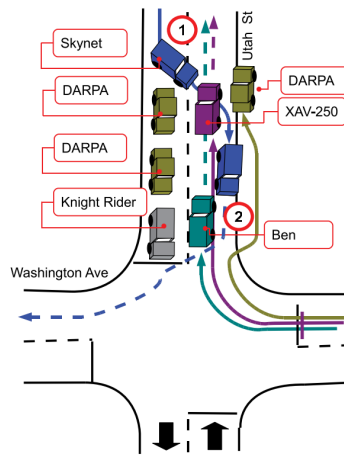 1
Skynet
Utah St
DARPA
DARPA
XAV-250
DARPA
Knight Rider
2
Ben
Washington Ave